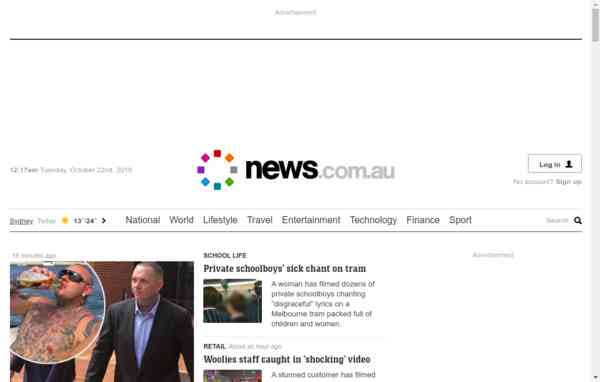 Advertisement
12:17am Tuesday, October 22nd, 2019
news.com.au
Log in
No account? Sign up
Sydney Today 13°/24°
National World Lifestyle Travel Entertainment Technology Finance Sport
Search
18 minutes ago
SCHOOL LIFE
Private schoolboys' sick chant on tram
A woman has filmed dozens of
private schoolboys chanting
"disgraceful" lyrics on a
Melbourne tram packed full of
children and women.
RETAIL About an hour ago
Woolies staff caught in 'shocking' video
A stunned customer has filmed
Advertisement